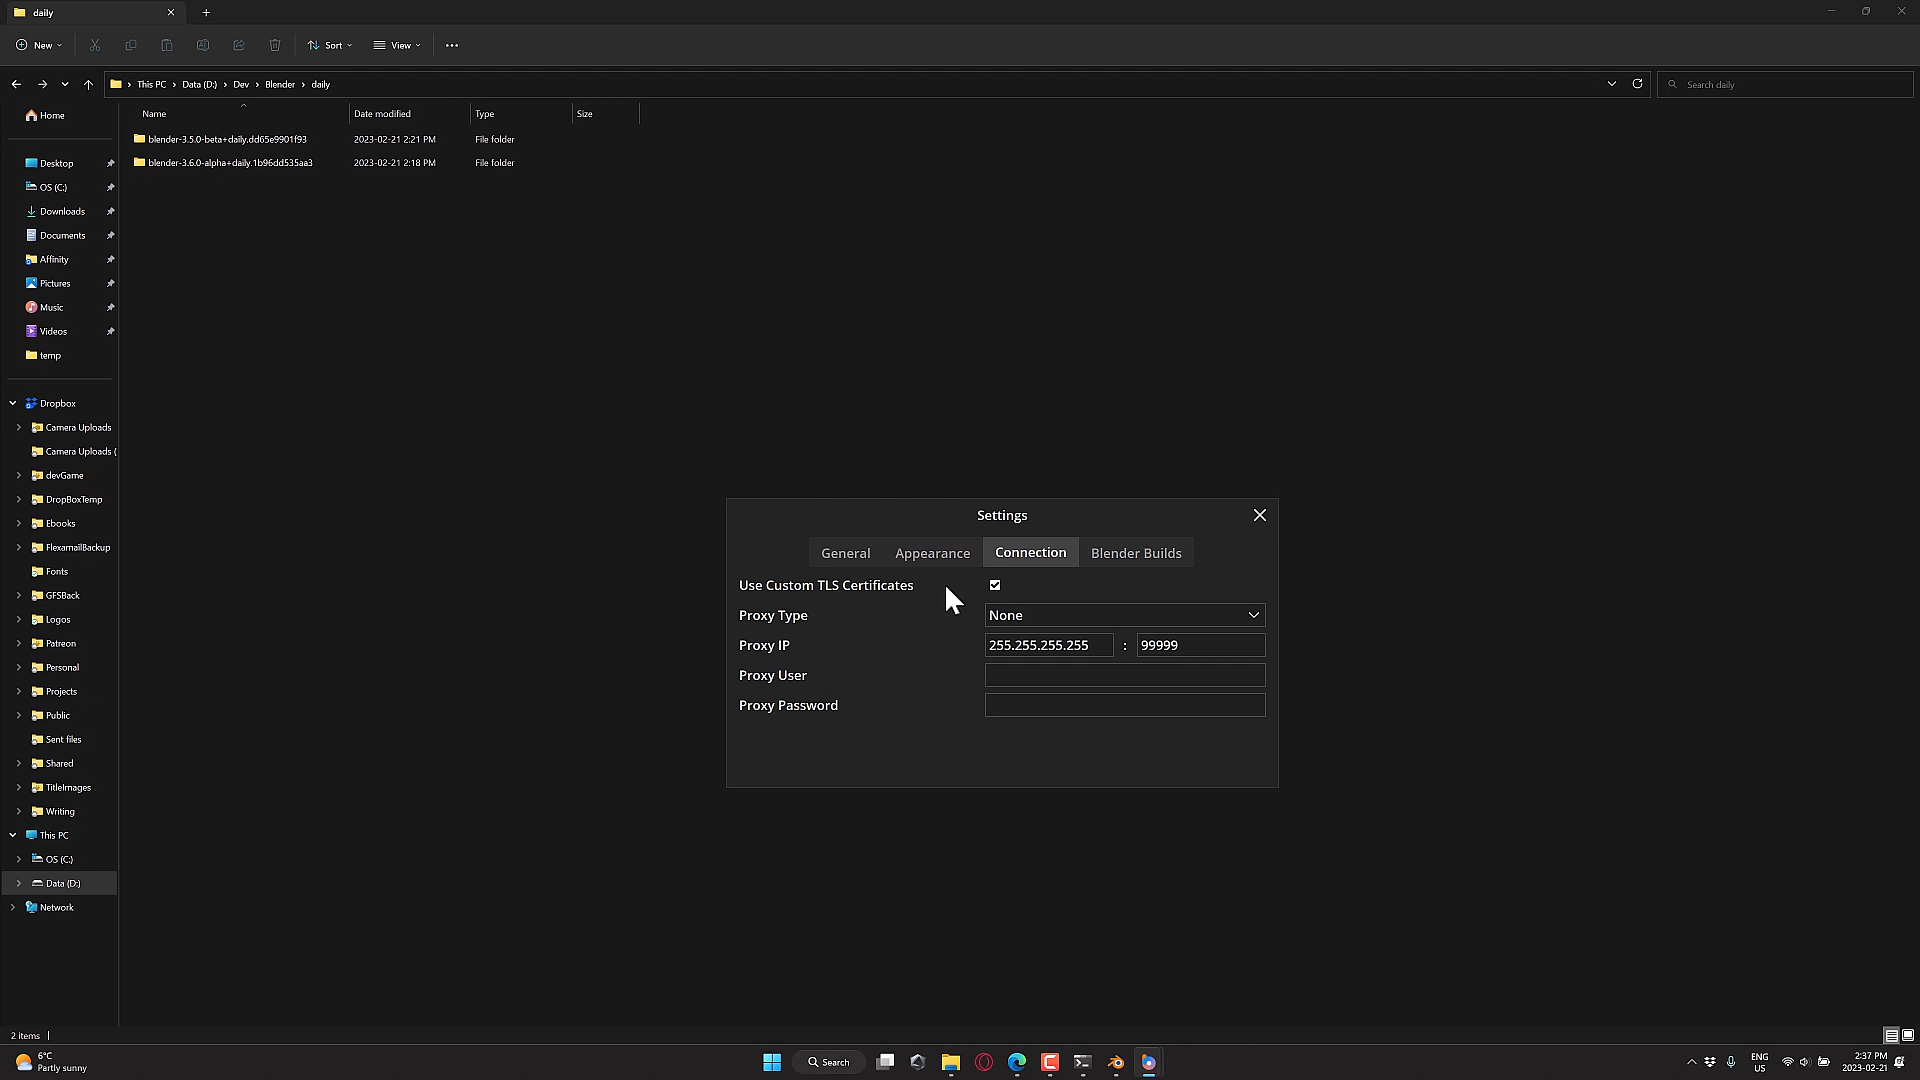 daily
New
Sort
View
This PC > Data (D:) > Dev > Blender > daily
Search daily
Name
Date modified
Type
Size
blender-3.5.0-beta+daily.dd65e9901f93
2023-02-21 2:21 PM
File folder
blender-3.6.0-alpha+daily.1b96dd535aa3
2023-02-21 2:18 PM
File folder
Home
Desktop
OS (C:)
Downloads
Documents
Affinity
Pictures
Music
Videos
temp
Dropbox
Camera Uploads
Camera Uploads (
devGame
DropBoxTemp
Ebooks
FlexamailBackup
Fonts
GFSBack
Logos
Patreon
Personal
Projects
Public
Sent files
Shared
TitleImages
Writing
This PC
OS (C:)
Data (D:)
Network
Settings
General
Appearance
Connection
Blender Builds
Use Custom TLS Certificates
Proxy Type
None
Proxy IP
255.255.255.255 : 99999
Proxy User
Proxy Password
2 items
6°C
Partly sunny
Search
ENG
US
2:37 PM
2023-02-21